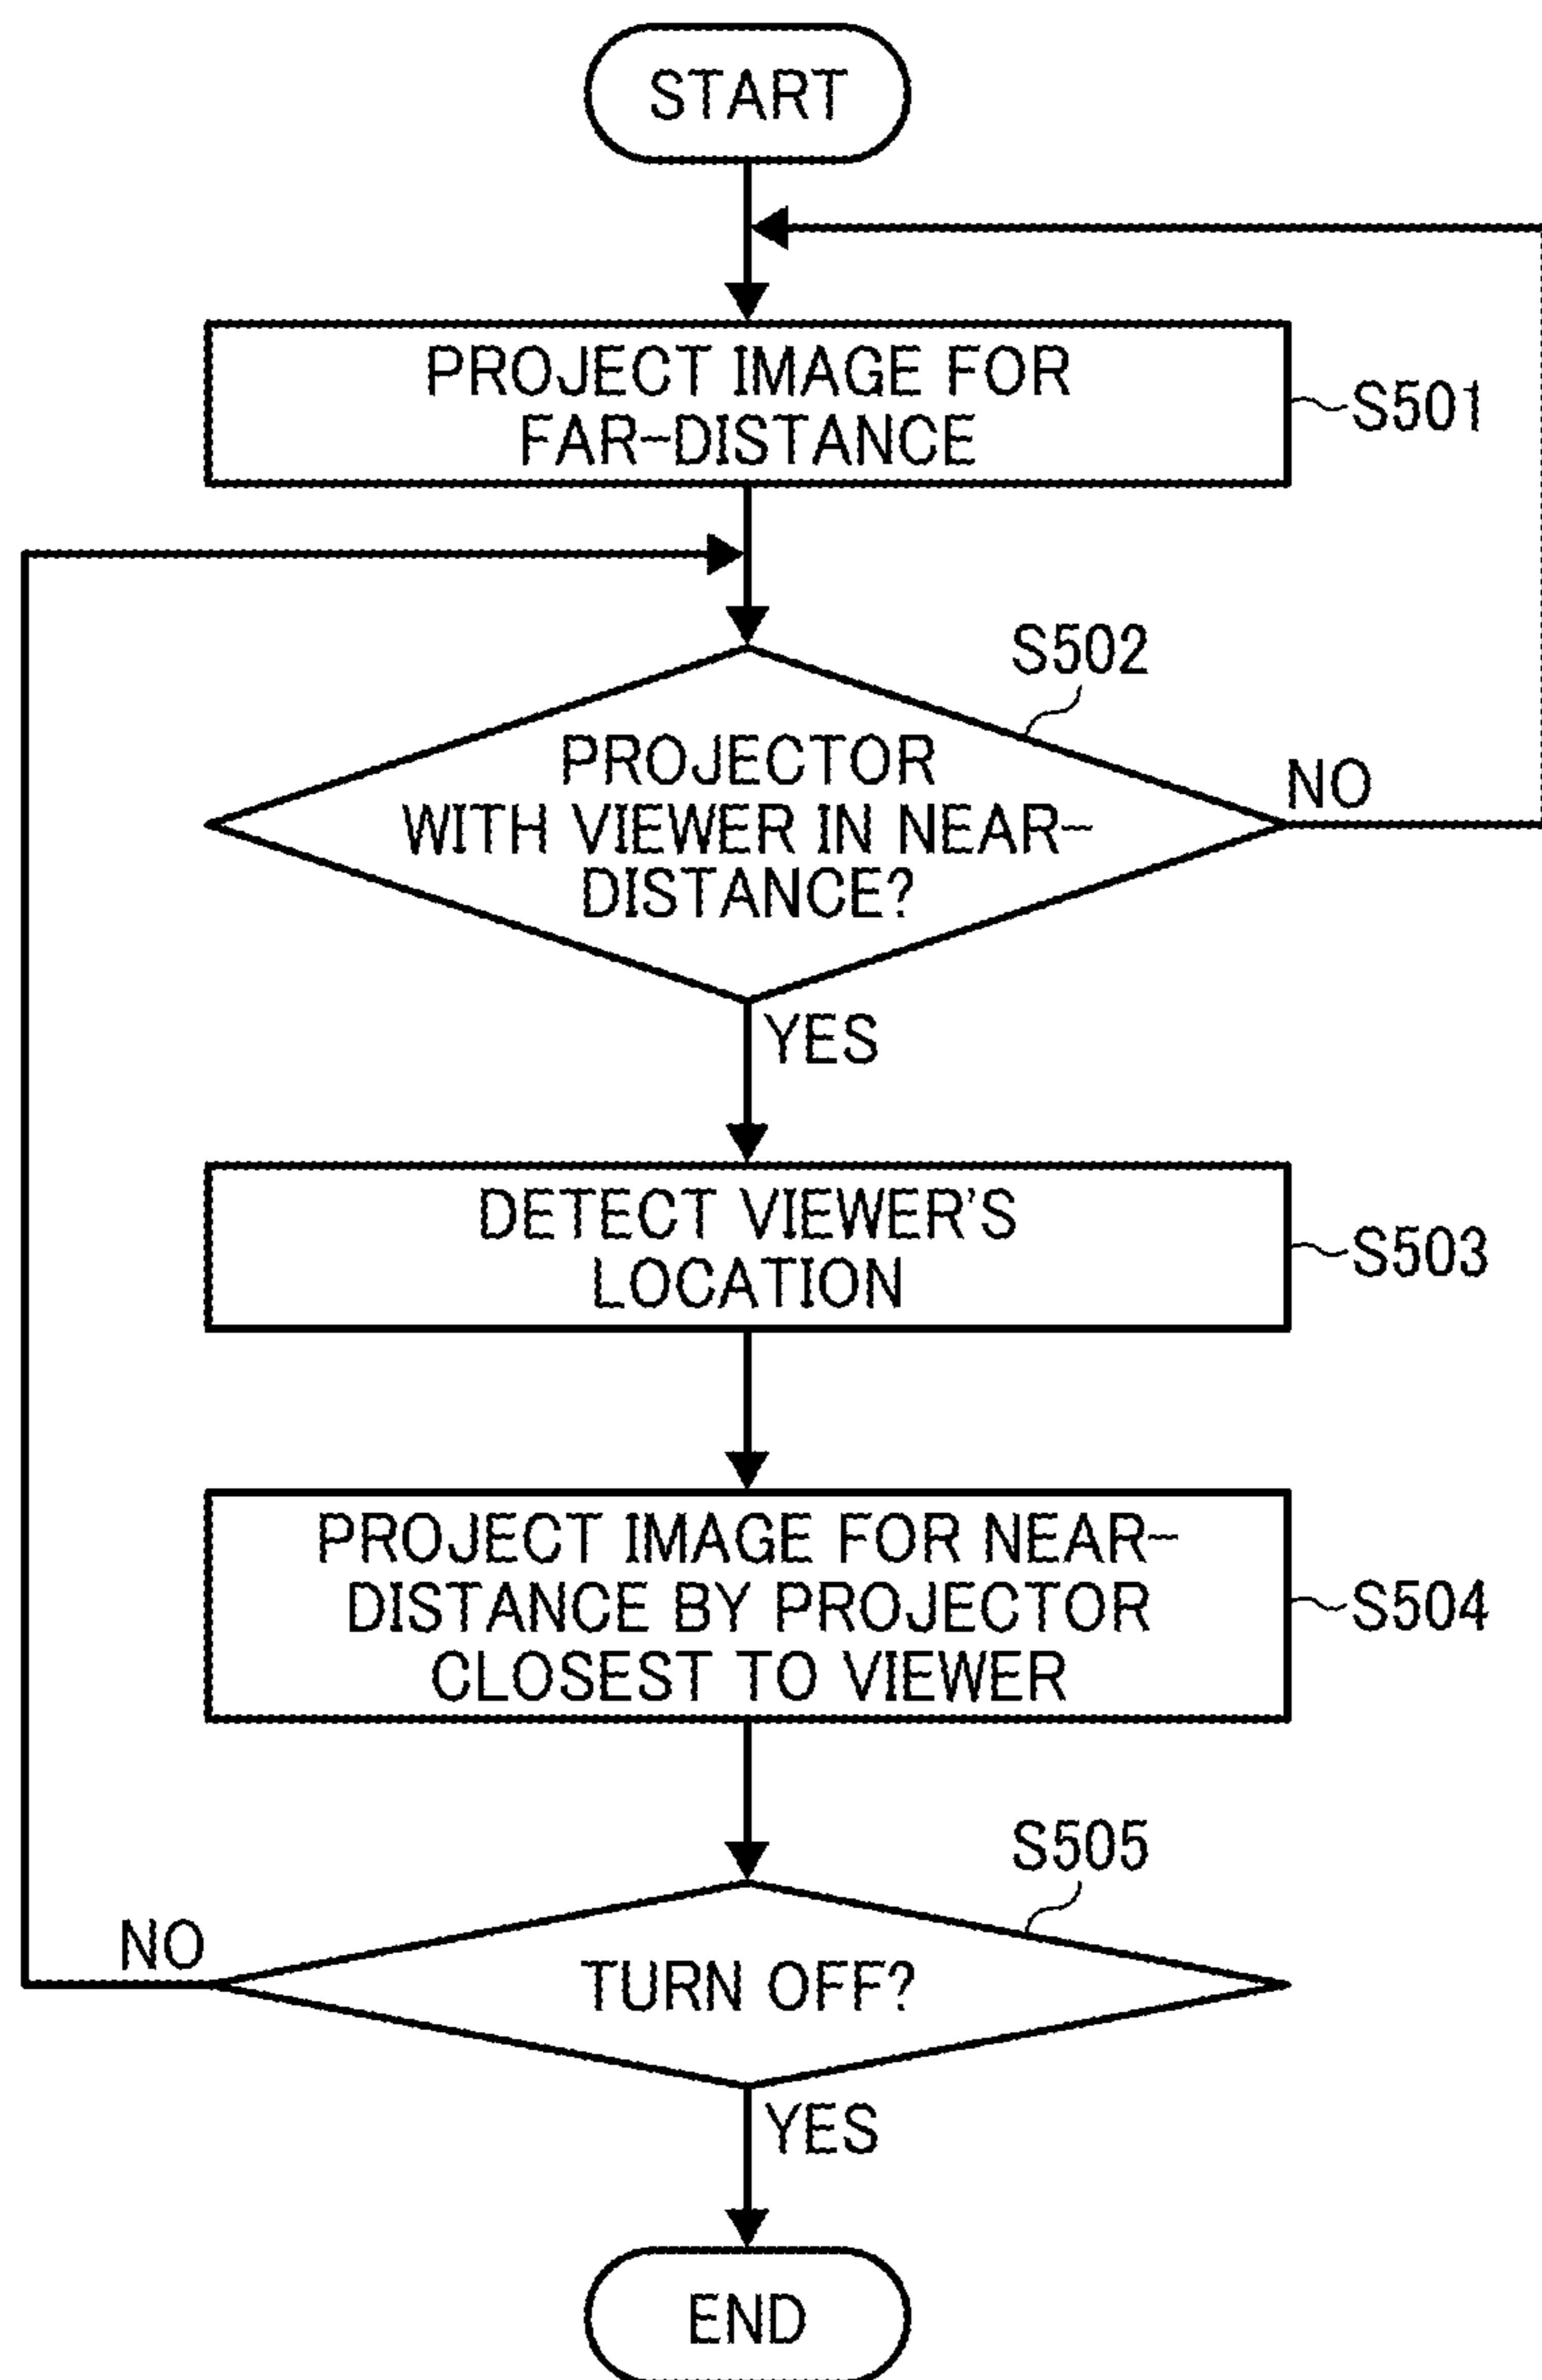 START
PROJECT IMAGE FOR
FAR-DISTANCE
S501
S502
PROJECTOR
WITH VIEWER IN NEAR-
DISTANCE?
NO
YES
DETECT VIEWER'S
LOCATION
S503
PROJECT IMAGE FOR NEAR-
DISTANCE BY PROJECTOR
CLOSEST TO VIEWER
S504
S505
NO
TURN OFF?
YES
END